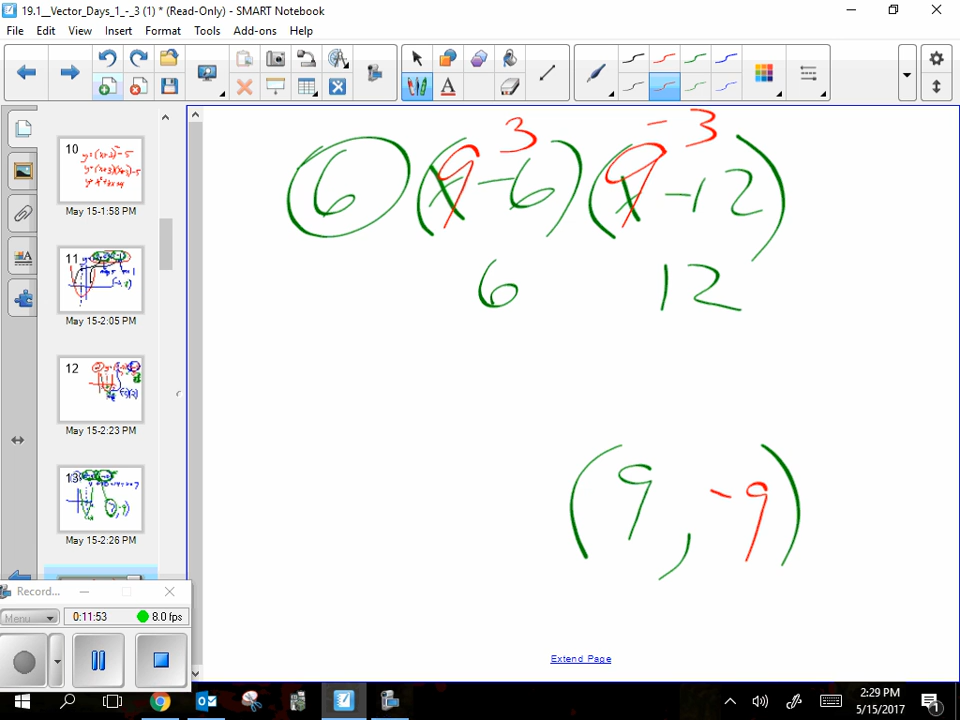 19.1__Vector_Days_1_-_3 (1) * (Read-Only) - SMART Notebook
File Edit View Insert Format Tools Add-ons Help
10
May 15-1:58 PM
11
May 15-2:05 PM
12
May 15-2:23 PM
13
May 15-2:26 PM
3 -3
6 (x-6) (x-12)
9 9
6 12
(9, -9)
Extend Page
Record...
Menu
0:11:53
8.0 fps
2:29 PM
5/15/2017
1